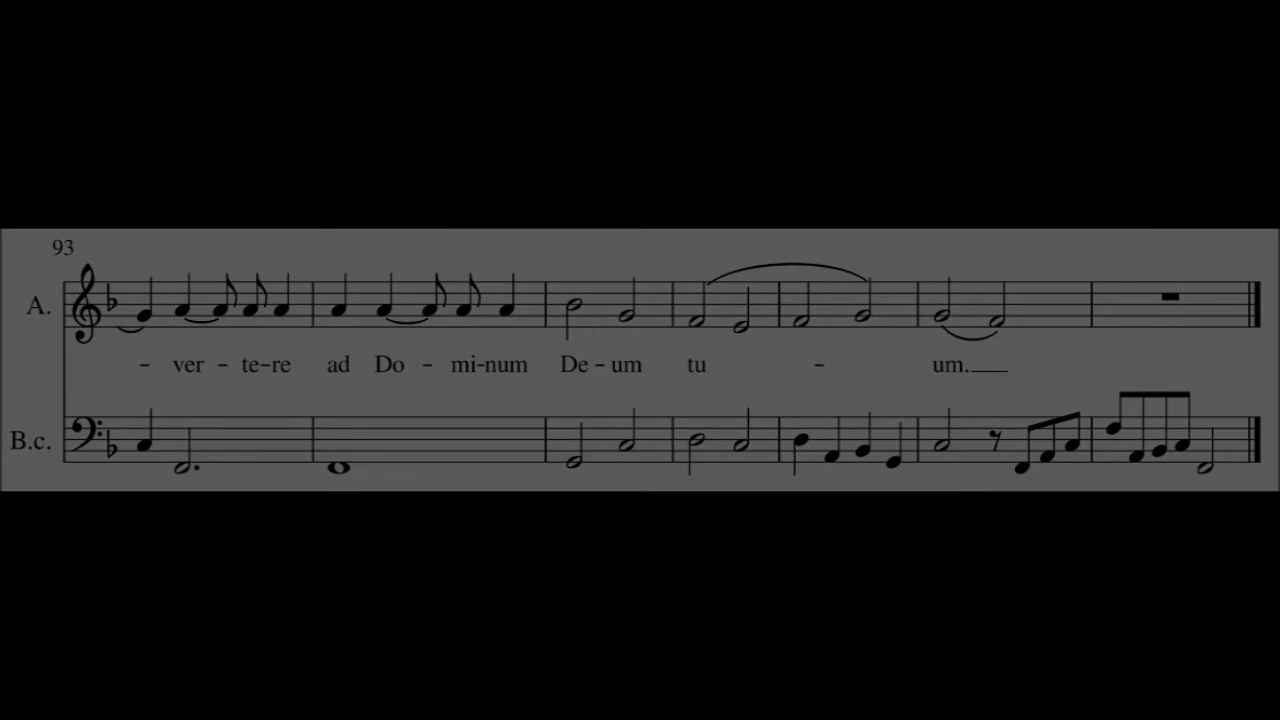 93
A.
- ver - te - re ad Do - mi - num De - um tu - um.
B.c.